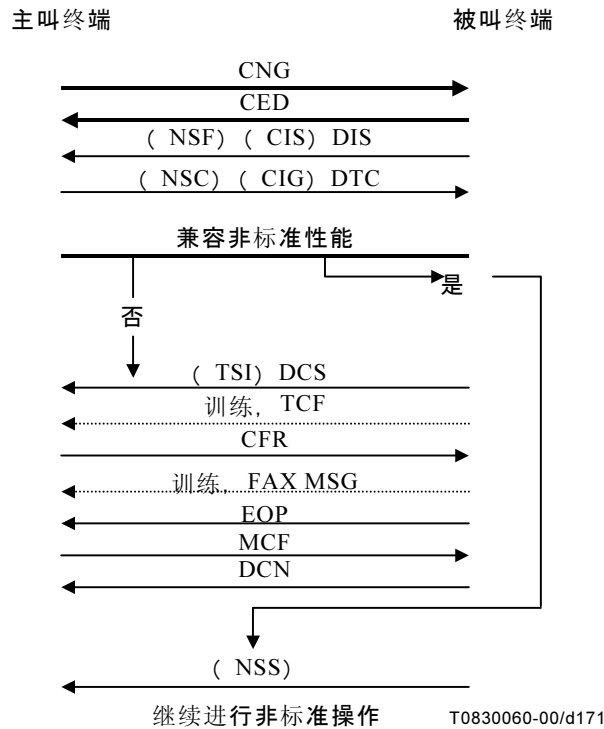 主叫终端 被叫终端
CNG
CED
( NSF) ( CIS) DIS
( NSC) ( CIG) DTC
兼容非标准性能
是
否
( TSI) DCS
训练, TCF
CFR
训练, FAX MSG
EOP
MCF
DCN
( NSS)
继续进行非标准操作 T0830060-00/d171